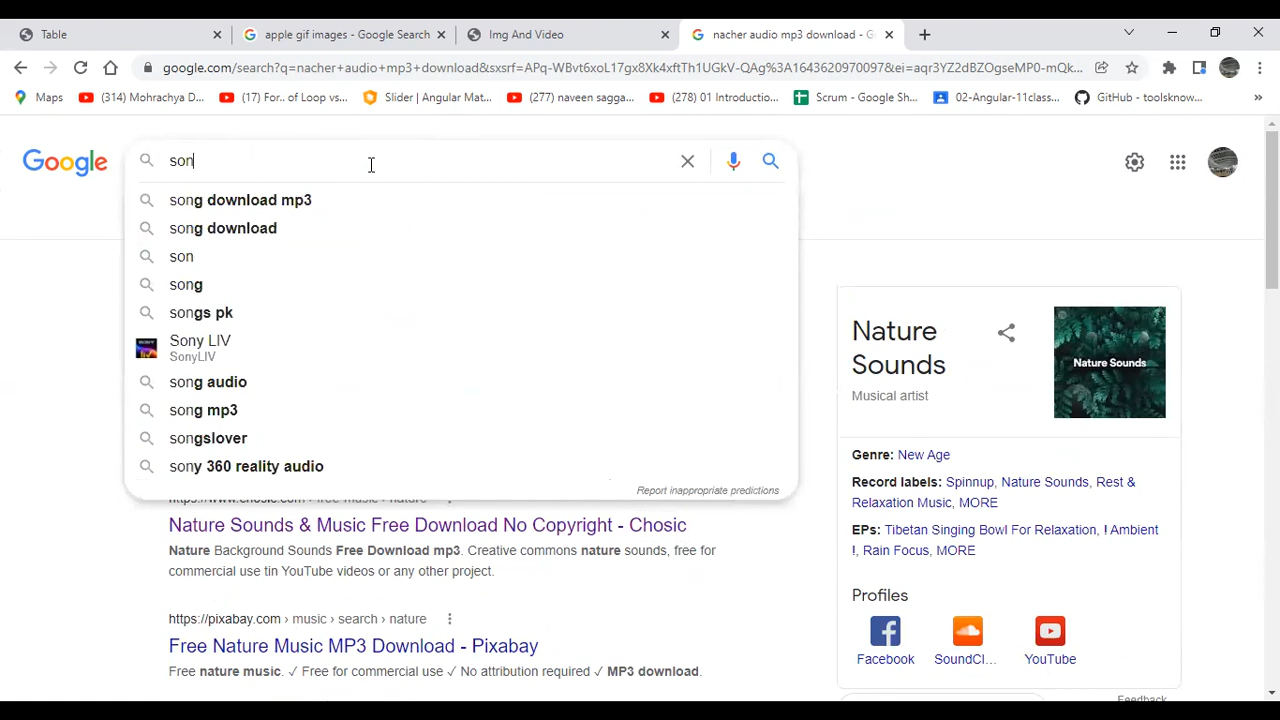 Table
apple gif images - Google Search
Img And Video
nacher audio mp3 download - G
google.com/search?q=nacher+audio+mp3+download&sxsrf=APq-WBvt6xoL17gx8Xk4xftTh1UGkV-QAg%3A1643620970097&ei=aqr3YZ2dBZOgseMP0-mQk...
Maps
(314) Mohrachya D...
(17) For.. of Loop vs...
Slider | Angular Mat...
(277) naveen sagga...
(278) 01 Introductio...
Scrum - Google Sh...
02-Angular-11class...
GitHub - toolsknow...
»
Google
son
song download mp3
song download
son
song
songs pk
Sony LIV
SonyLIV
song audio
song mp3
songslover
sony 360 reality audio
Report inappropriate predictions
https://www.chosic.com › free-music › nature
Nature Sounds & Music Free Download No Copyright - Chosic
Nature Background Sounds Free Download mp3. Creative commons nature sounds, free for
commercial use tin YouTube videos or any other project.
https://pixabay.com › music › search › nature
Free Nature Music MP3 Download - Pixabay
Free nature music. ✓ Free for commercial use ✓ No attribution required ✓ MP3 download.
Nature
Sounds
Musical artist
Nature Sounds
Genre: New Age
Record labels: Spinnup, Nature Sounds, Rest &
Relaxation Music, MORE
EPs: Tibetan Singing Bowl For Relaxation, ! Ambient
!, Rain Focus, MORE
Profiles
Facebook
SoundCl...
YouTube
Feedback